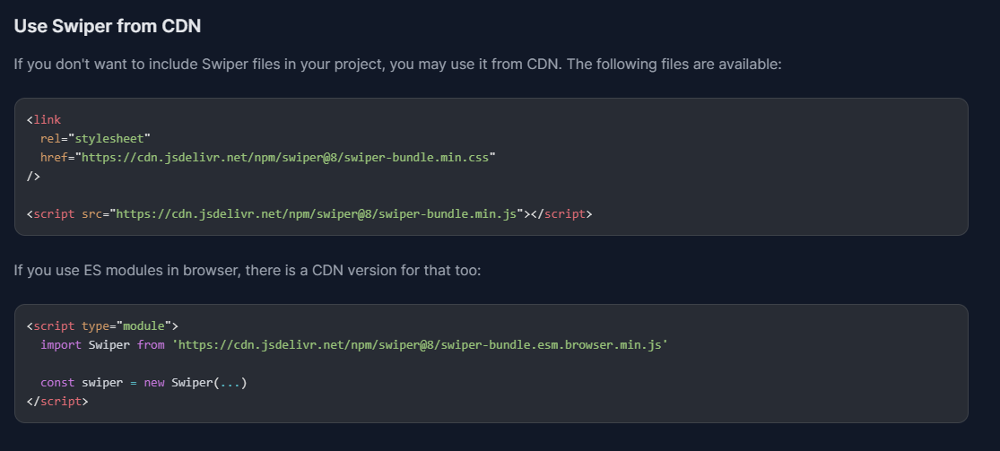 Use Swiper from CDN
If you don't want to include Swiper files in your project, you may use it from CDN. The following files are available:
<link
  rel="stylesheet"
  href="https://cdn.jsdelivr.net/npm/swiper@8/swiper-bundle.min.css"
/>
<script src="https://cdn.jsdelivr.net/npm/swiper@8/swiper-bundle.min.js"></script>
If you use ES modules in browser, there is a CDN version for that too:
<script type="module">
  import Swiper from 'https://cdn.jsdelivr.net/npm/swiper@8/swiper-bundle.esm.browser.min.js'
  const swiper = new Swiper(...)
</script>